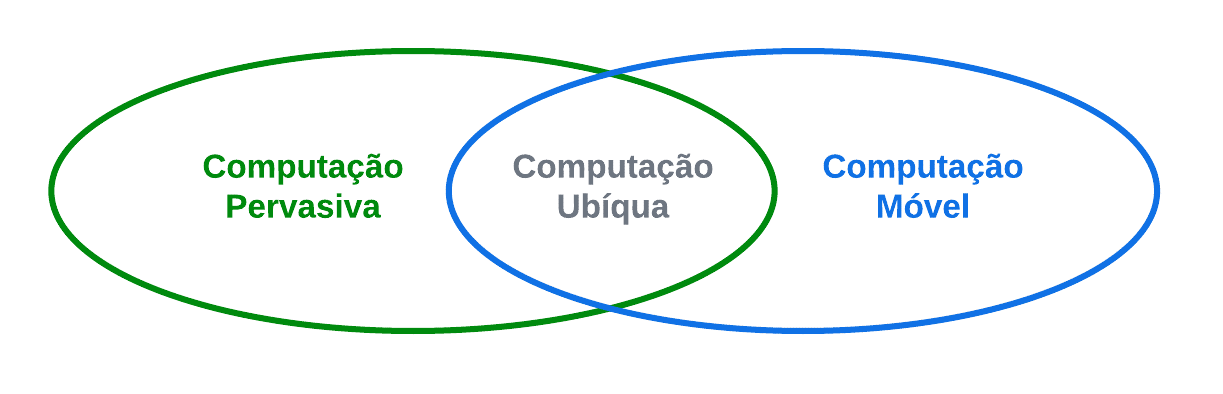 Computação
Pervasiva
Computação
Ubíqua
Computação
Móvel